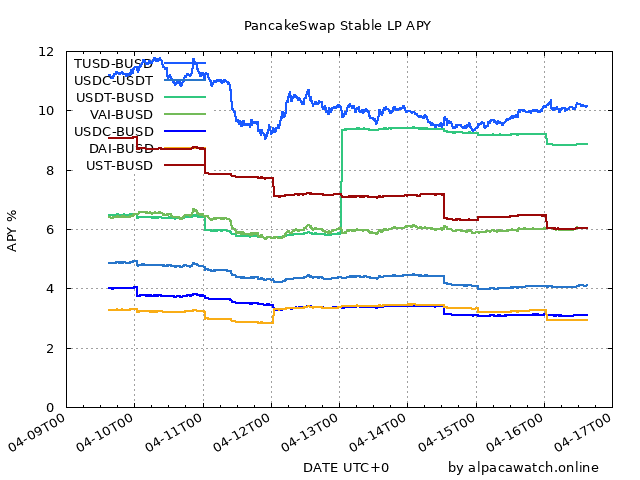 PancakeSwap Stable LP APY
12
10
8
6
4
2
0
APY %
TUSD-BUSD
USDC-USDT
USDT-BUSD
VAI-BUSD
USDC-BUSD
DAI-BUSD
UST-BUSD
04-09T00
04-10T00
04-11T00
04-12T00
04-13T00
04-14T00
04-15T00
04-16T00
04-17T00
DATE UTC+0
by alpacawatch.online